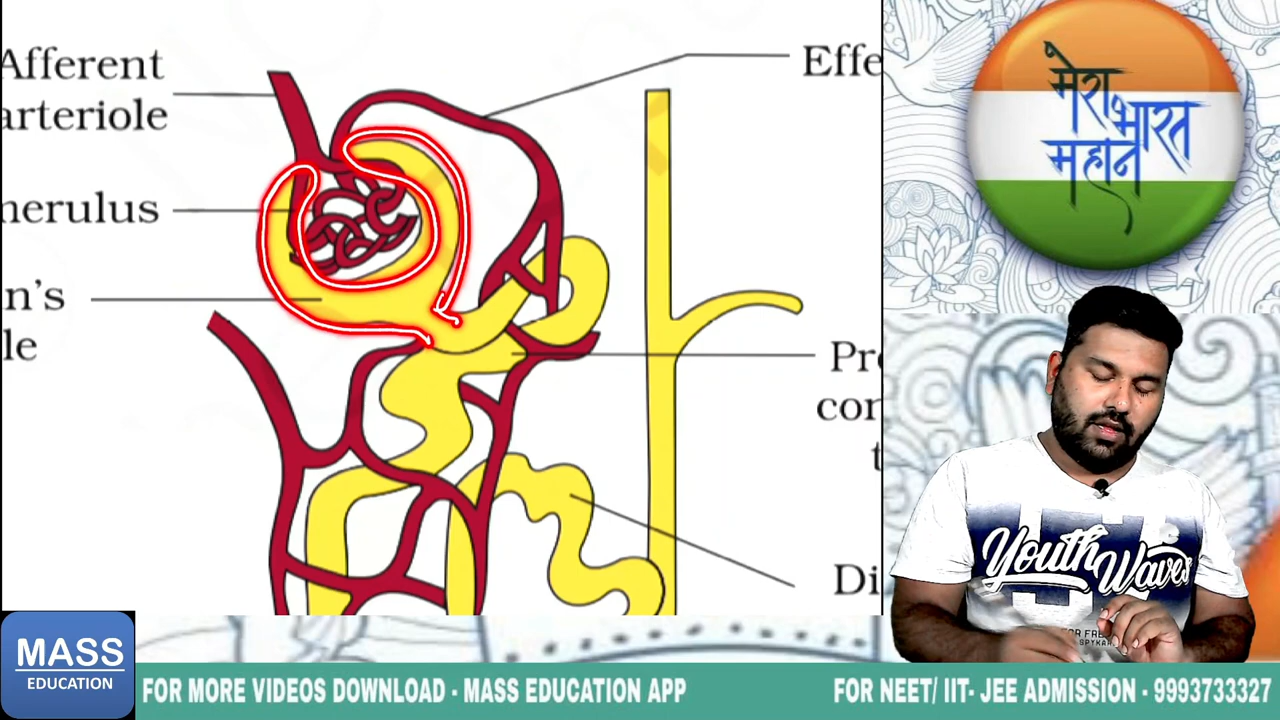 Afferent
arteriole
Effe
nerulus
n's
le
Pro
con
t
Di
मेरा
भारत
महान
Youth
Waves
MASS
EDUCATION
FOR MORE VIDEOS DOWNLOAD - MASS EDUCATION APP
FOR NEET/ IIT- JEE ADMISSION - 9993733327